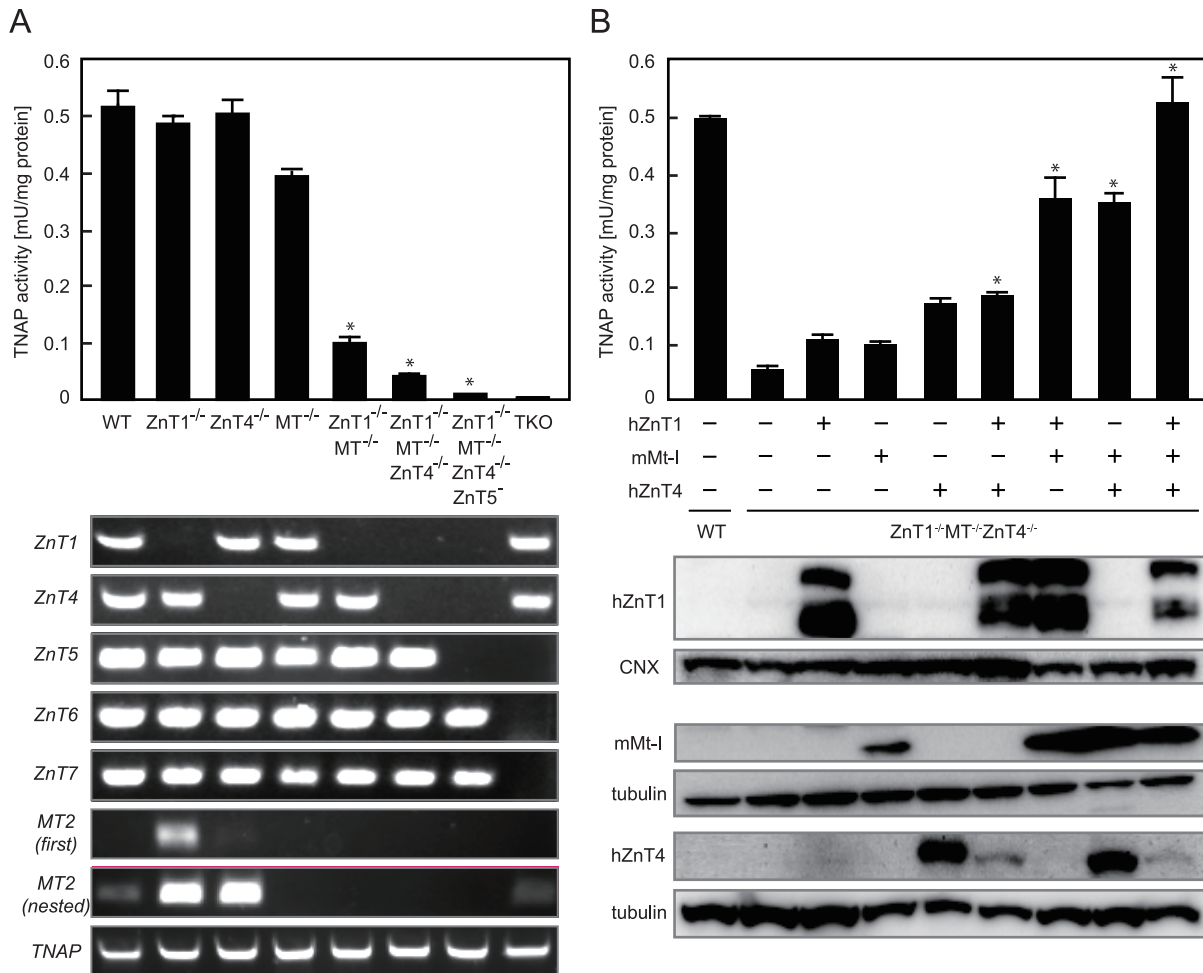 A
TNAP activity [mU/mg protein]
0.6
0.5
0.4
0.3
0.2
0.1
0
WT ZnT1-/- ZnT4-/- MT-/- ZnT1-/- ZnT1-/- ZnT1-/- TKO
MT-/- MT-/- MT-/-
ZnT4-/- ZnT4-/-
ZnT5-
* * *
ZnT1
ZnT4
ZnT5
ZnT6
ZnT7
MT2
(first)
MT2
(nested)
TNAP
B
TNAP activity [mU/mg protein]
0.6
0.5
0.4
0.3
0.2
0.1
0
* * * *
hZnT1 − − + − − + + − +
mMt-I − − − + − − + + +
hZnT4 − − − − + + − + +
WT ZnT1-/-MT-/-ZnT4-/-
hZnT1
CNX
mMt-I
tubulin
hZnT4
tubulin